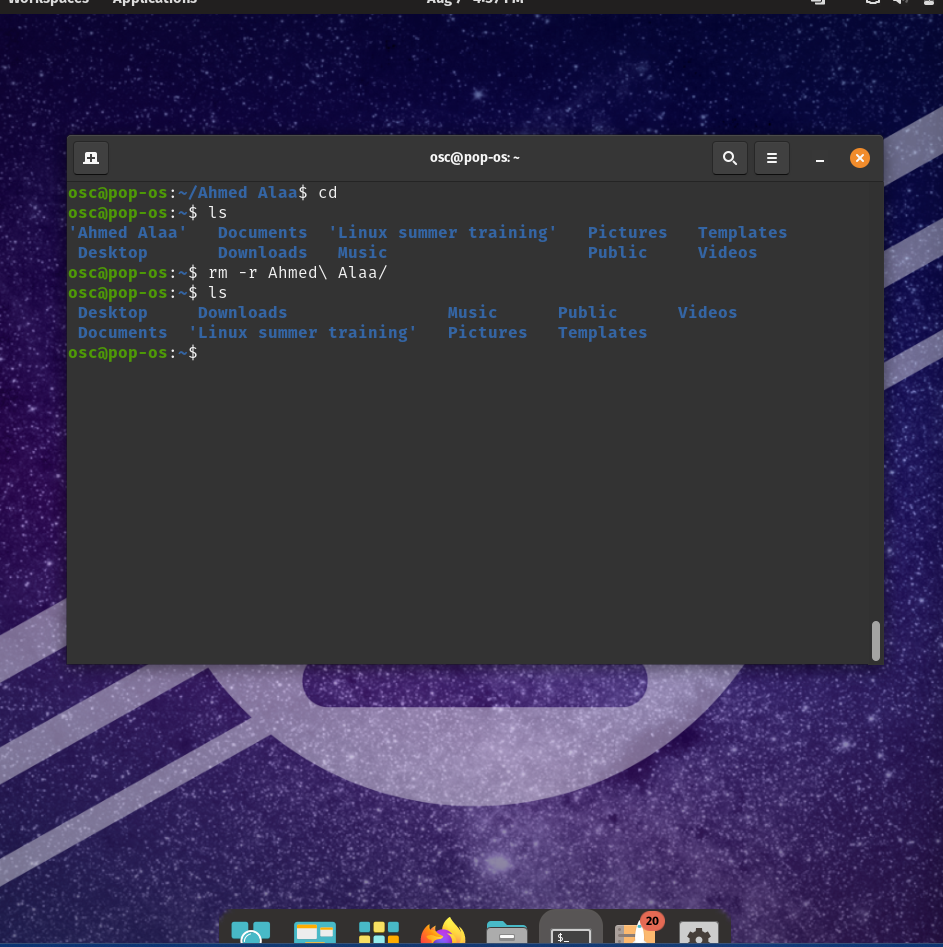 Workspaces Applications Aug 7 4:57 PM
osc@pop-os: ~
osc@pop-os:~/Ahmed Alaa$ cd
osc@pop-os:~$ ls
'Ahmed Alaa'   Documents  'Linux summer training'   Pictures   Templates
 Desktop       Downloads   Music                    Public     Videos
osc@pop-os:~$ rm -r Ahmed\ Alaa/
osc@pop-os:~$ ls
 Desktop     Downloads                Music      Public      Videos
 Documents  'Linux summer training'   Pictures   Templates
osc@pop-os:~$
20
$_